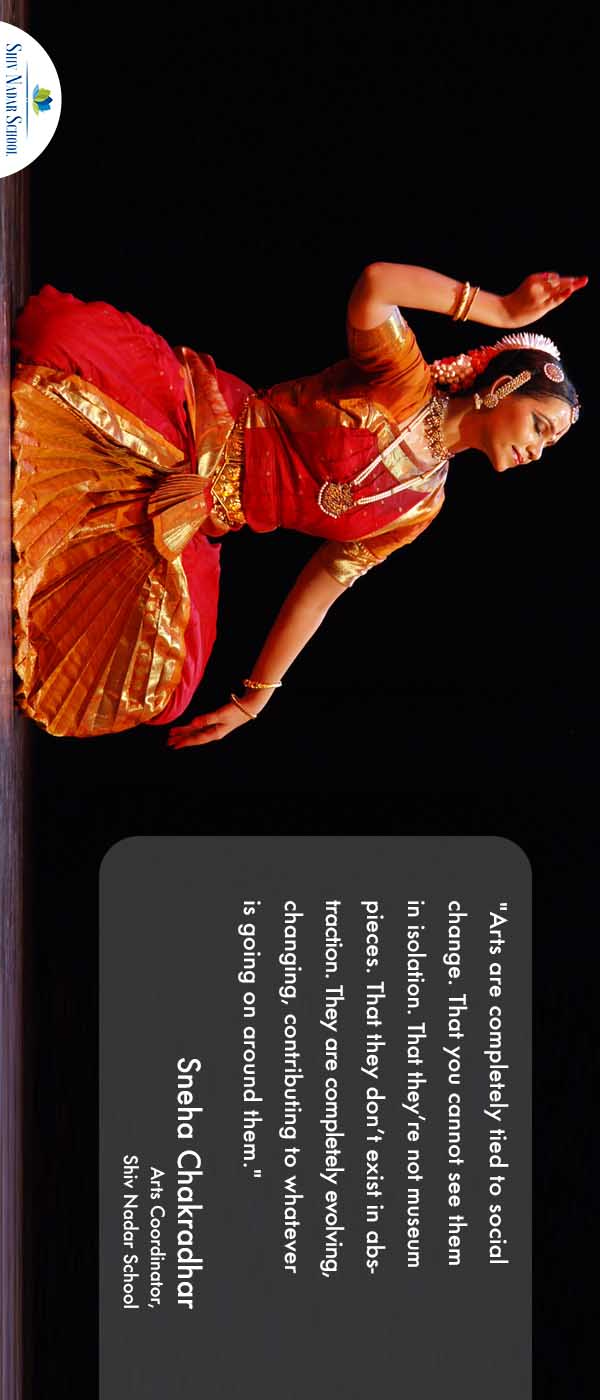 "Arts are completely tied to social
change. That you cannot see them
in isolation. That they're not museum
pieces. That they don't exist in abs-
traction. They are completely evolving,
changing, contributing to whatever
is going on around them."
Sneha Chakradhar
Arts Coordinator,
Shiv Nadar School
SHIV NADAR SCHOOL